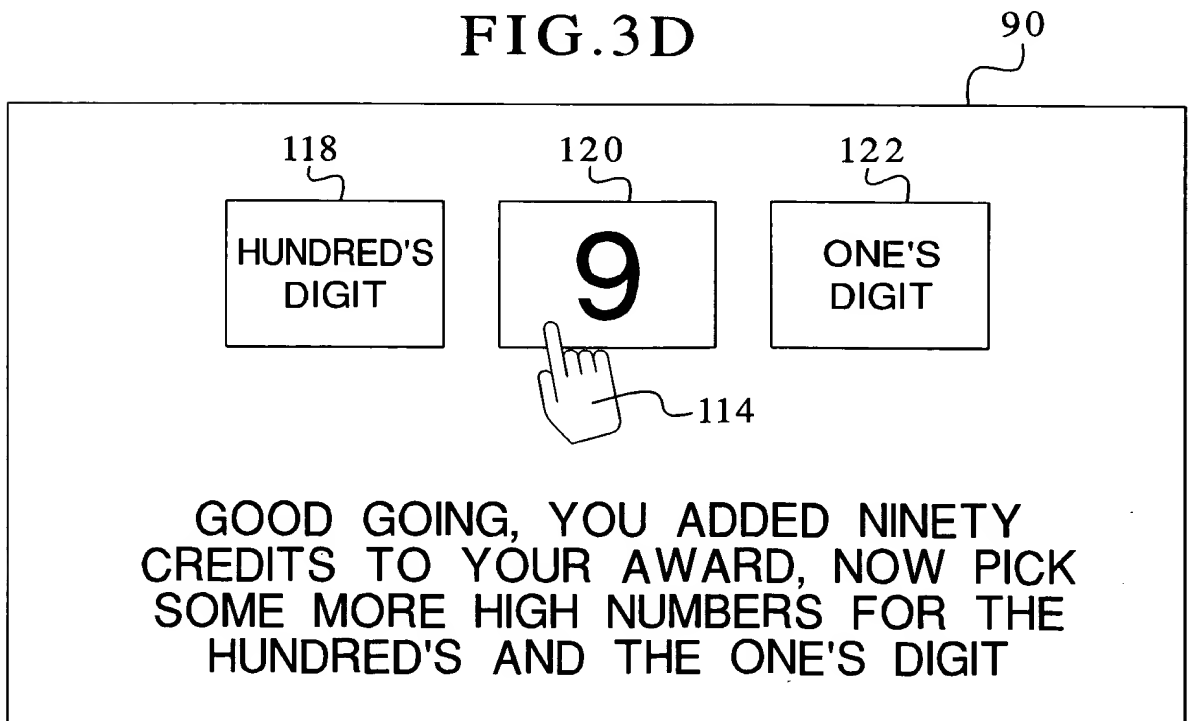 FIG.3D
90
118
120
122
HUNDRED'S
DIGIT
9
ONE'S
DIGIT
114
GOOD GOING, YOU ADDED NINETY
CREDITS TO YOUR AWARD, NOW PICK
SOME MORE HIGH NUMBERS FOR THE
HUNDRED'S AND THE ONE'S DIGIT